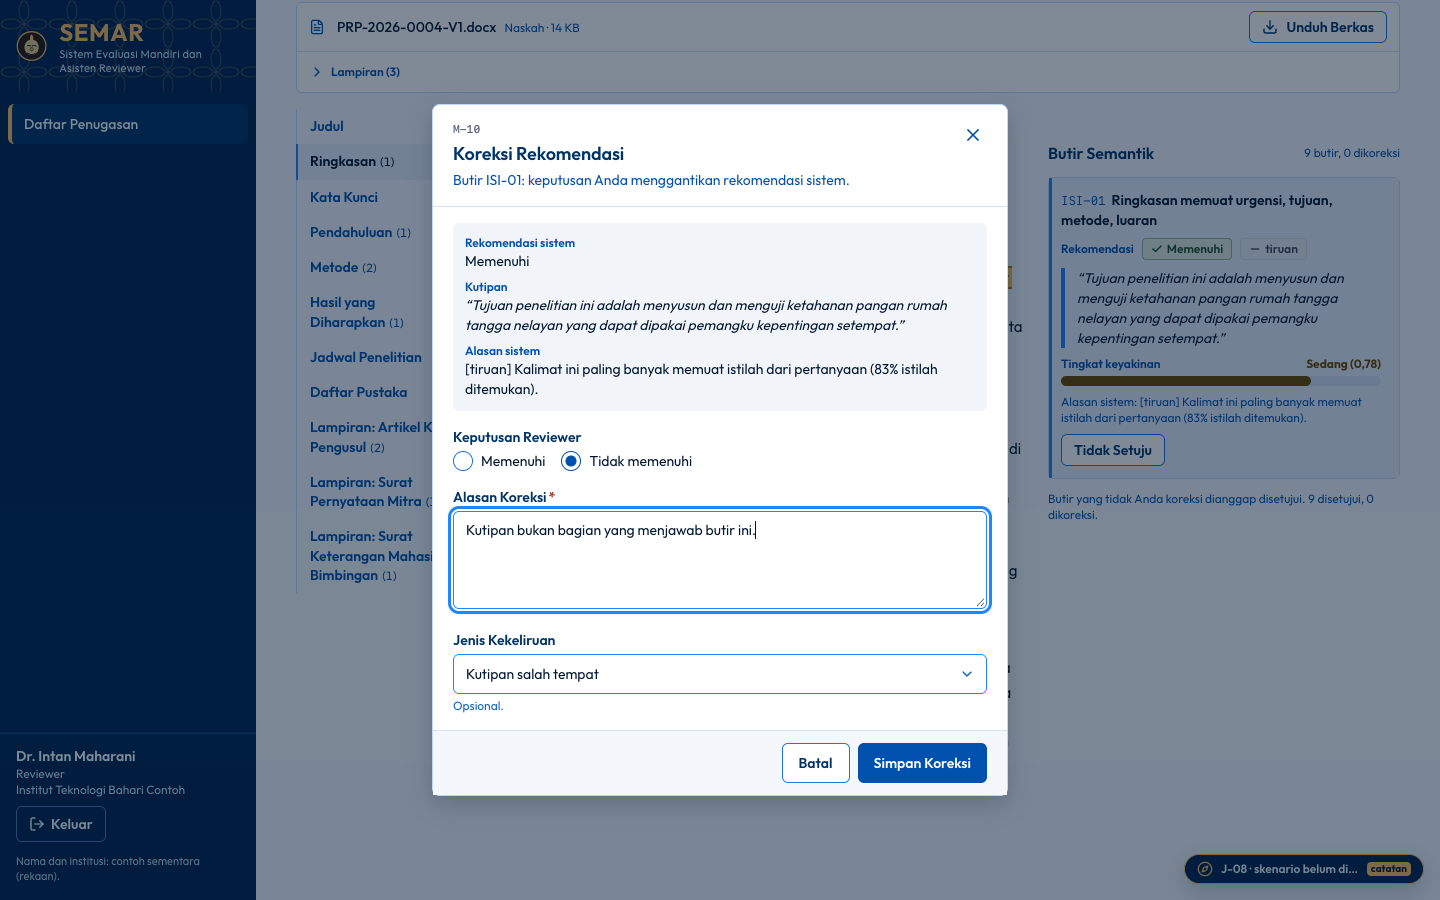 SEMAR
Sistem Evaluasi Mandiri dan
Asisten Reviewer
Daftar Penugasan
Dr. Intan Maharani
Reviewer
Institut Teknologi Bahari Contoh
Keluar
Nama dan institusi: contoh sementara
(rekaan).
PRP-2026-0004-V1.docx Naskah · 14 KB
Unduh Berkas
Lampiran (3)
Judul
Ringkasan (1)
Kata Kunci
Pendahuluan (1)
Metode (2)
Hasil yang
Diharapkan (1)
Jadwal Penelitian
Daftar Pustaka
Lampiran: Artikel K
Pengusul (2)
Lampiran: Surat
Pernyataan Mitra
Lampiran: Surat
Keterangan Mahasi
Bimbingan (1)
M-10
Koreksi Rekomendasi
Butir ISI-01: keputusan Anda menggantikan rekomendasi sistem.
Rekomendasi sistem
Memenuhi
Kutipan
“Tujuan penelitian ini adalah menyusun dan menguji ketahanan pangan rumah
tangga nelayan yang dapat dipakai pemangku kepentingan setempat.”
Alasan sistem
[tiruan] Kalimat ini paling banyak memuat istilah dari pertanyaan (83% istilah
ditemukan).
Keputusan Reviewer
Memenuhi
Tidak memenuhi
Alasan Koreksi *
Kutipan bukan bagian yang menjawab butir ini.
Jenis Kekeliruan
Kutipan salah tempat
Opsional.
Batal
Simpan Koreksi
ta
di
g
a
a
Butir Semantik
9 butir, 0 dikoreksi
ISI-01 Ringkasan memuat urgensi, tujuan,
metode, luaran
Rekomendasi
Memenuhi
tiruan
“Tujuan penelitian ini adalah menyusun dan
menguji ketahanan pangan rumah tangga
nelayan yang dapat dipakai pemangku
kepentingan setempat.”
Tingkat keyakinan
Sedang (0,78)
Alasan sistem: [tiruan] Kalimat ini paling banyak memuat
istilah dari pertanyaan (83% istilah ditemukan).
Tidak Setuju
Butir yang tidak Anda koreksi dianggap disetujui. 9 disetujui, 0
dikoreksi.
J-08 · skenario belum di...
catatan